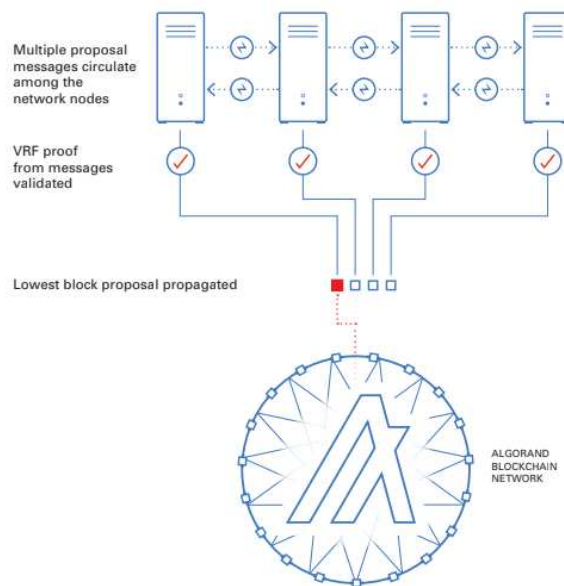 Multiple proposal
messages circulate
among the
network nodes
VRF proof
from messages
validated
Lowest block proposal propagated
ALGORAND
BLOCKCHAIN
NETWORK